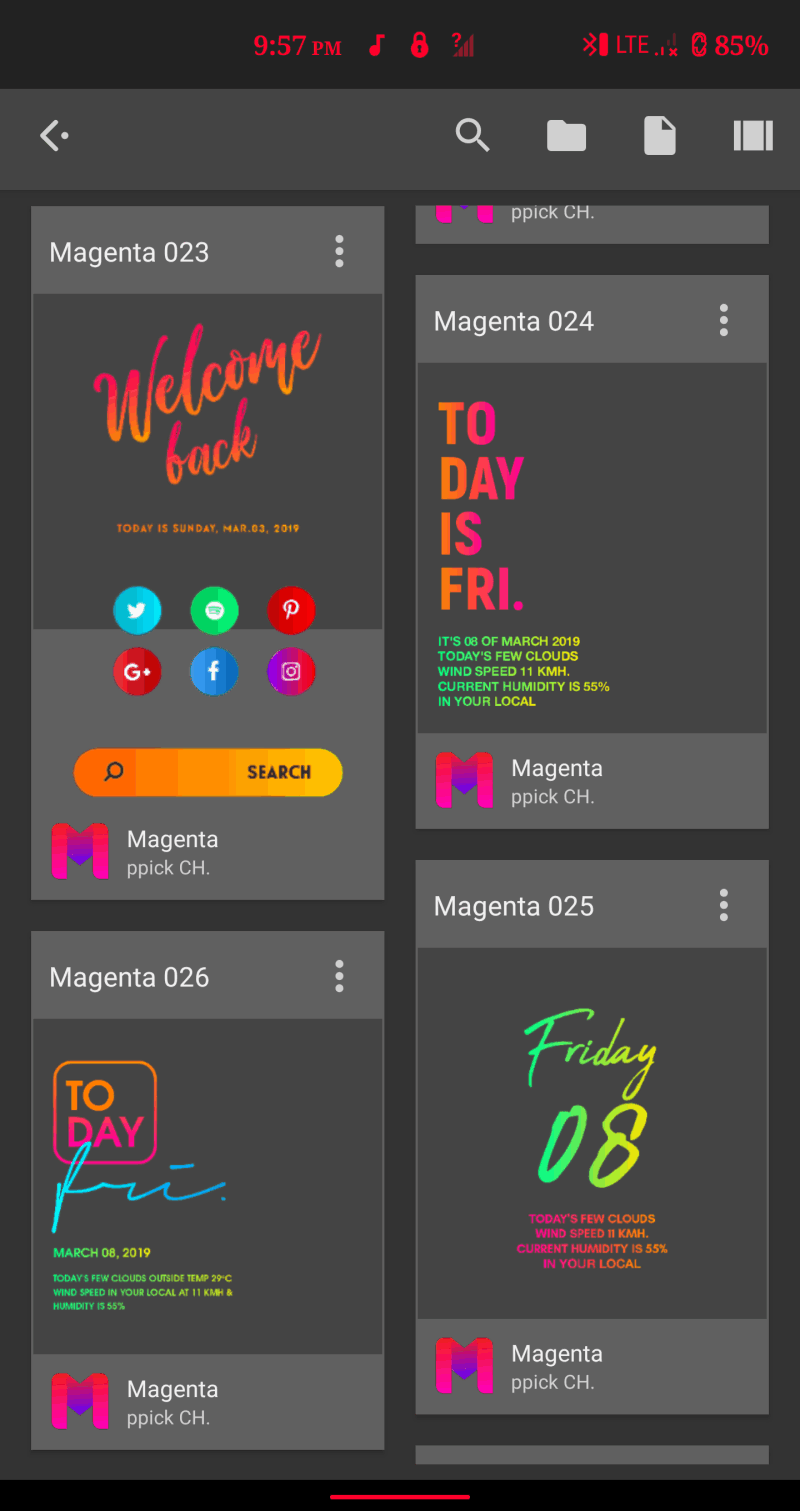 9:57 PM
LTE
85%
Magenta 023
Welcome
back
TODAY IS SUNDAY, MAR.03, 2019
G+
f
SEARCH
Magenta
ppick CH.
Magenta 026
TO
DAY
fri.
MARCH 08, 2019
TODAY'S FEW CLOUDS OUTSIDE TEMP 29°C
WIND SPEED IN YOUR LOCAL AT 11 KMH &
HUMIDITY IS 55%
Magenta
ppick CH.
ppick CH.
Magenta 024
TO
DAY
IS
FRI.
IT'S 08 OF MARCH 2019
TODAY'S FEW CLOUDS
WIND SPEED 11 KMH.
CURRENT HUMIDITY IS 55%
IN YOUR LOCAL
Magenta
ppick CH.
Magenta 025
Friday
08
TODAY'S FEW CLOUDS
WIND SPEED 11 KMH.
CURRENT HUMIDITY IS 55%
IN YOUR LOCAL
Magenta
ppick CH.